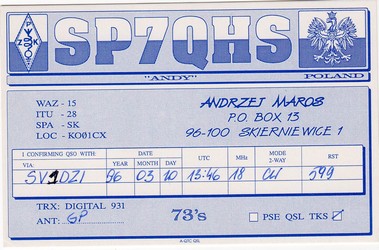 SP7QHS
P Z K
"ANDY"
POLAND
WAZ - 15
ITU - 28
SPA - SK
LOC - KO01CX
ANDRZEJ MAROS
P.O. BOX 13
96-100 SKIERNIEWICE 1
I CONFIRMING QSO WITH:
VIA:
DATE
YEAR MONTH DAY
UTC
MHz
MODE
2-WAY
RST
SV1DZI 96 03 10 13:46 18 CW 599
TRX: DIGITAL 931
ANT: GP
73's
PSE QSL TKS